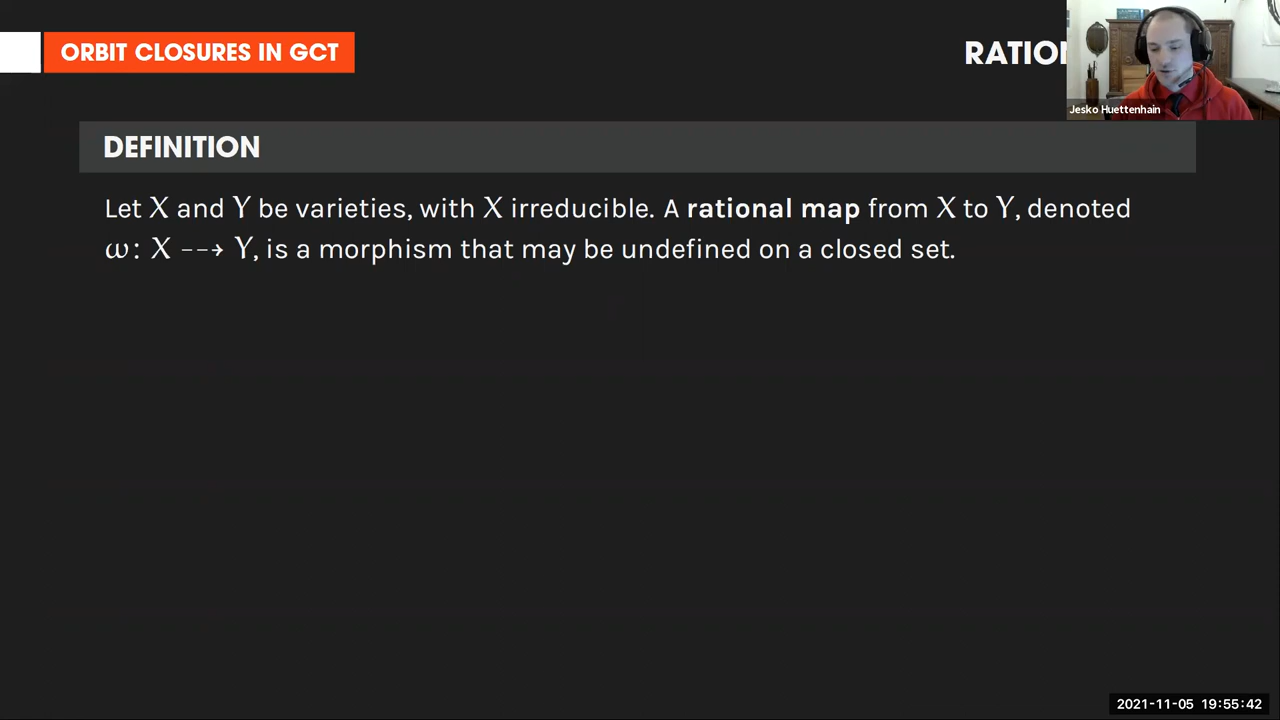 ORBIT CLOSURES IN GCT
Jesko Huettenhain
DEFINITION
Let X and Y be varieties, with X irreducible. A rational map from X to Y, denoted
ω: X --→ Y, is a morphism that may be undefined on a closed set.
2021-11-05 19:55:42